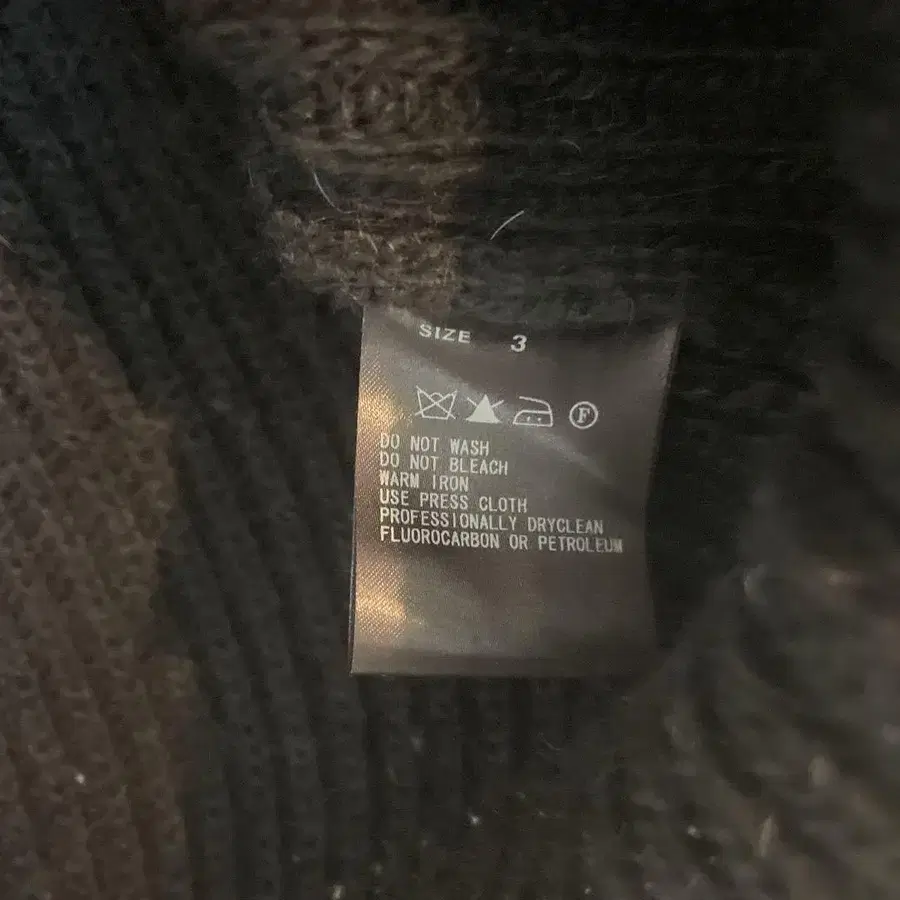 SIZE 3
F
DO NOT WASH
DO NOT BLEACH
WARM IRON
USE PRESS CLOTH
PROFESSIONALLY DRYCLEAN
FLUOROCARBON OR PETROLEUM